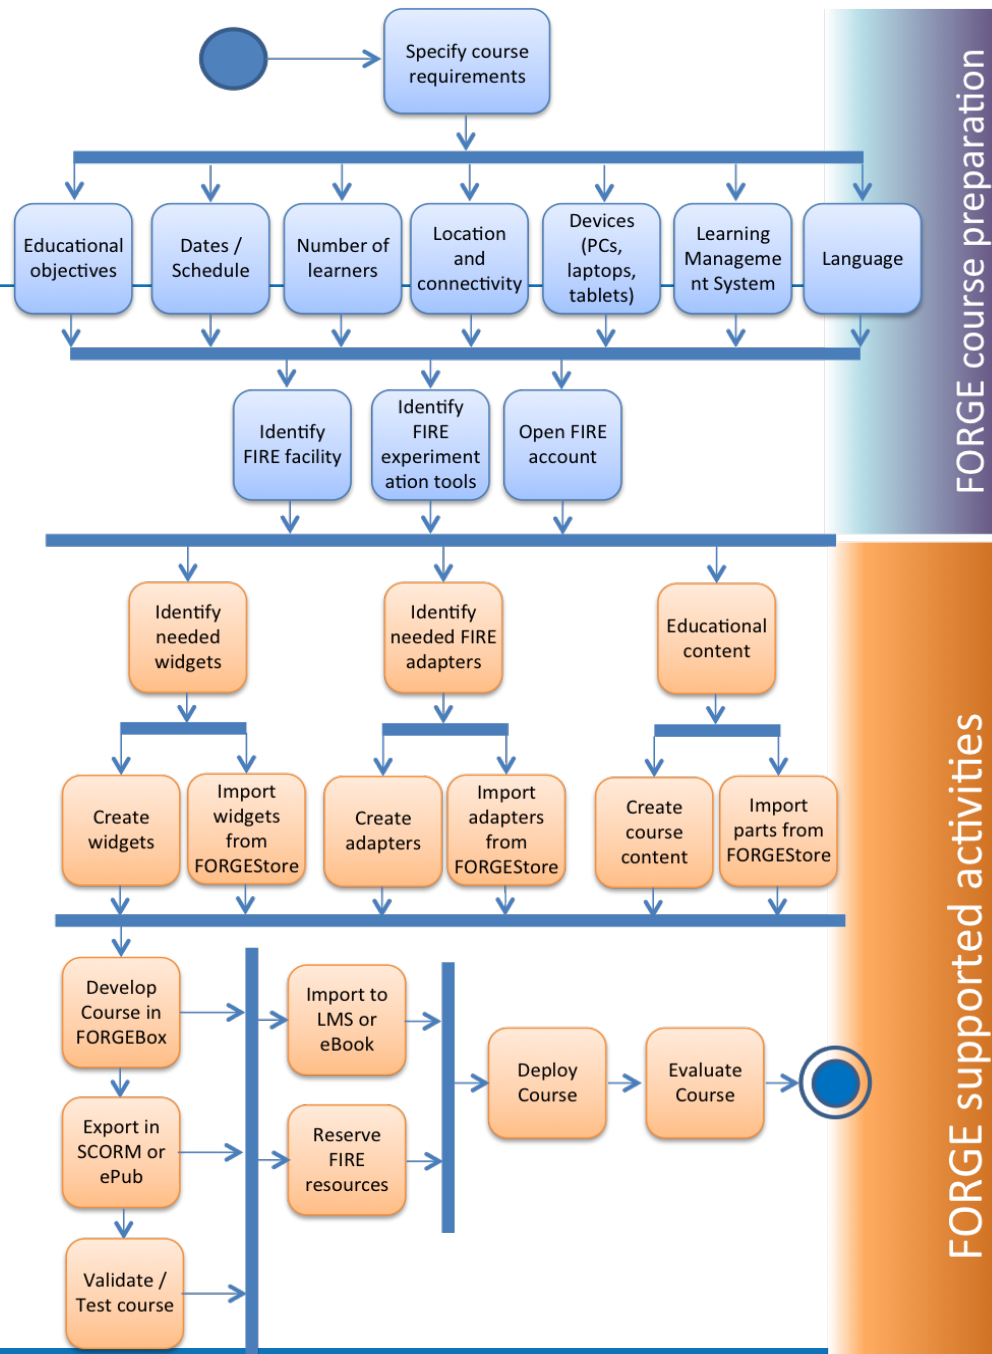 Specify course
requirements
Educational
objectives
Dates /
Schedule
Number of
learners
Location
and
connectivity
Devices
(PCs,
laptops,
tablets)
Learning
Manageme
nt System
Language
Identify
FIRE facility
Identify
FIRE
experiment
ation tools
Open FIRE
account
FORGE course preparation
Identify
needed
widgets
Identify
needed FIRE
adapters
Educational
content
Create
widgets
Import
widgets
from
FORGEStore
Create
adapters
Import
adapters
from
FORGEStore
Create
course
content
Import
parts from
FORGEStore
Develop
Course in
FORGEBox
Import to
LMS or
eBook
Deploy
Course
Evaluate
Course
Export in
SCORM or
ePub
Reserve
FIRE
resources
Validate /
Test course
FORGE supported activities